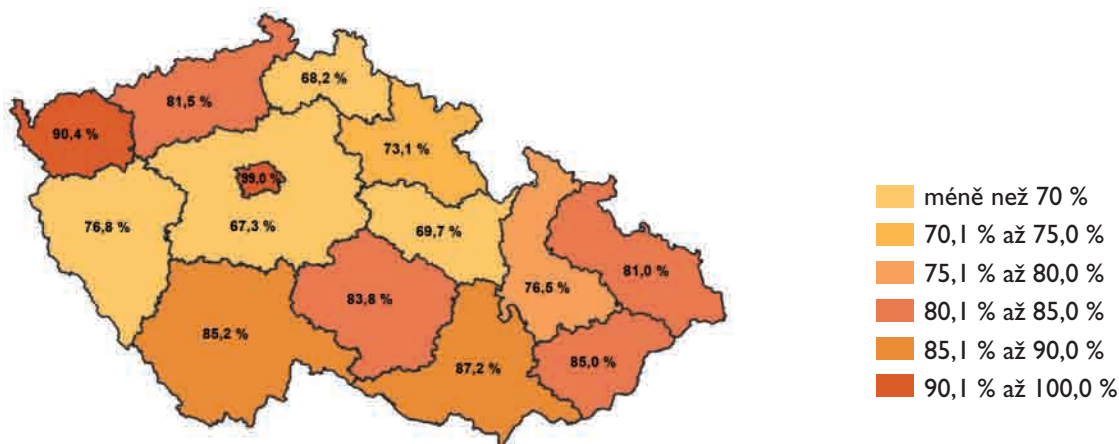 68,2 %
81,5 %
90,4 %
73,1 %
99,0 %
76,8 %
67,3 %
69,7 %
81,0 %
76,5 %
83,8 %
85,2 %
85,0 %
87,2 %
méně než 70 %
70,1 % až 75,0 %
75,1 % až 80,0 %
80,1 % až 85,0 %
85,1 % až 90,0 %
90,1 % až 100,0 %